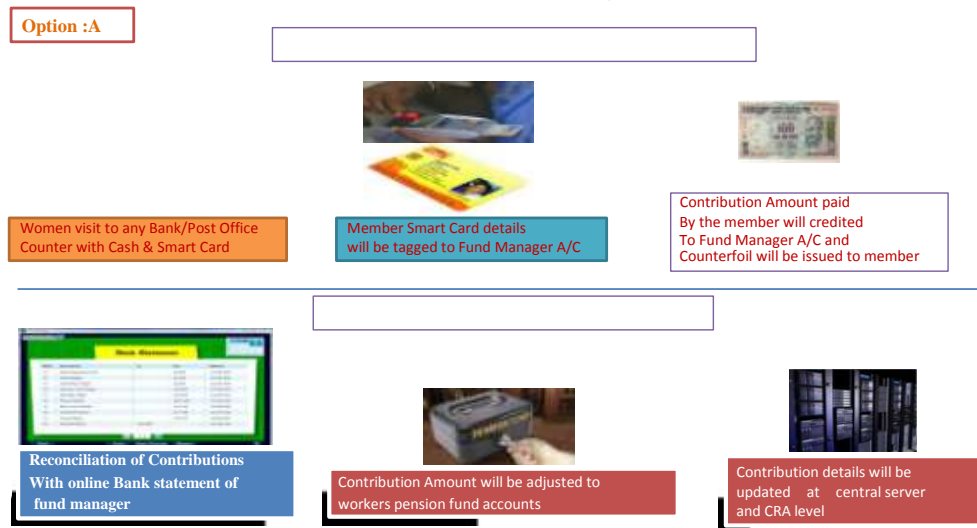 Option :A
Women visit to any Bank/Post Office
Counter with Cash & Smart Card
Member Smart Card details
will be tagged to Fund Manager A/C
Contribution Amount paid
By the member will credited
To Fund Manager A/C and
Counterfoil will be issued to member
Bank Statement
Reconciliation of Contributions
With online Bank statement of
fund manager
Contribution Amount will be adjusted to
workers pension fund accounts
Contribution details will be
updated at central server
and CRA level